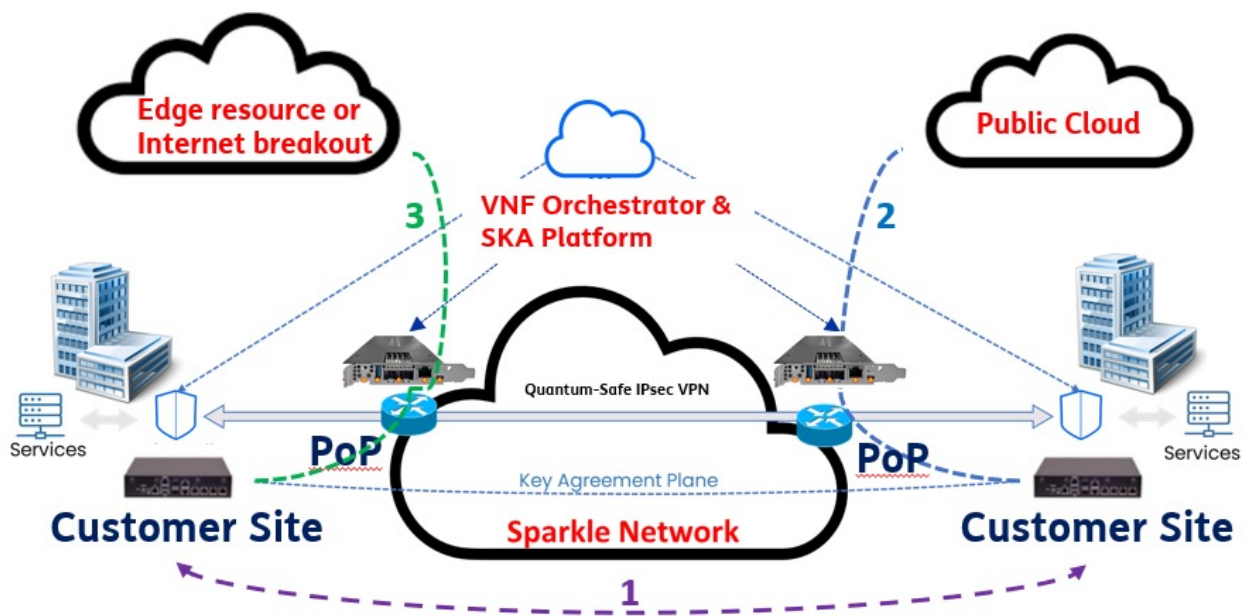 Edge resource or
Internet breakout
Public Cloud
3
VNF Orchestrator &
SKA Platform
2
Quantum-Safe IPsec VPN
Services
Services
PoP
PoP
Key Agreement Plane
Customer Site
Sparkle Network
Customer Site
1